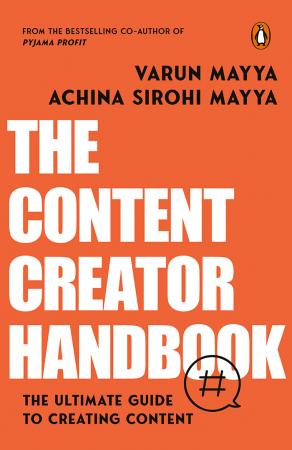 FROM THE BESTSELLING CO-AUTHOR OF
PYJAMA PROFIT
VARUN MAYYA
ACHINA SIROHI MAYYA
THE
CONTENT
CREATOR
HANDBOOK
#
THE ULTIMATE GUIDE
TO CREATING CONTENT